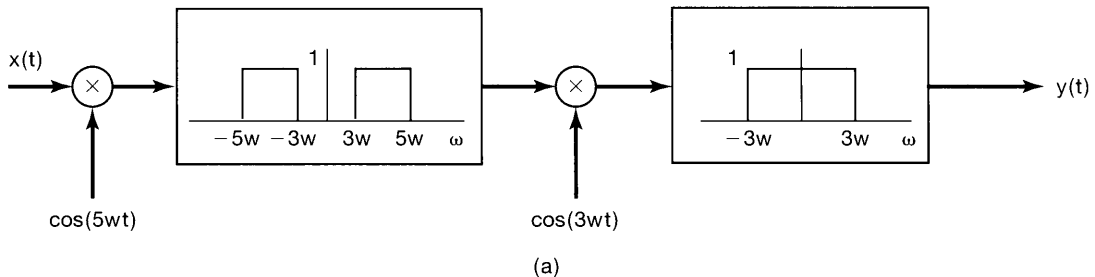 x(t)
×
1
−5w −3w 3w 5w ω
cos(5wt)
×
1
−3w 3w ω
cos(3wt)
y(t)
(a)